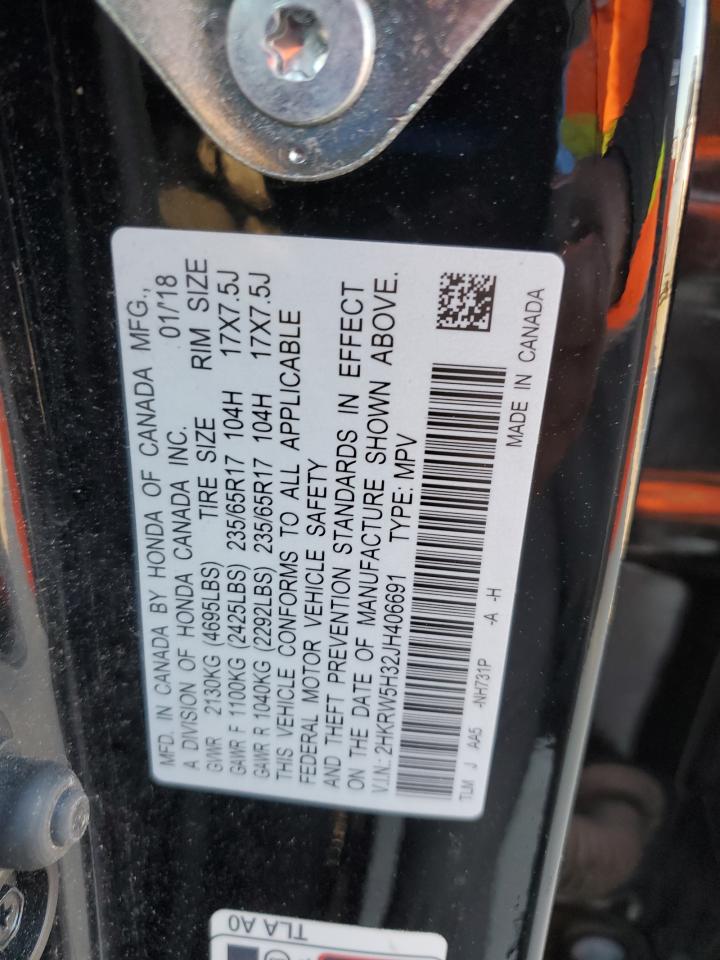 MFD. IN CANADA BY HONDA OF CANADA MFG.,
A DIVISION OF HONDA CANADA INC. 01/18
GVWR 2130KG (4695LBS) TIRE SIZE RIM SIZE
GAWR F 1100KG (2425LBS) 235/65R17 104H 17X7.5J
GAWR R 1040KG (2292LBS) 235/65R17 104H 17X7.5J
THIS VEHICLE CONFORMS TO ALL APPLICABLE
FEDERAL MOTOR VEHICLE SAFETY
AND THEFT PREVENTION STANDARDS IN EFFECT
ON THE DATE OF MANUFACTURE SHOWN ABOVE.
V.I.N.: 2HKRW5H32JH406691 TYPE: MPV
TLM J AA5 -NH731P -A -H
MADE IN CANADA
TLA A0